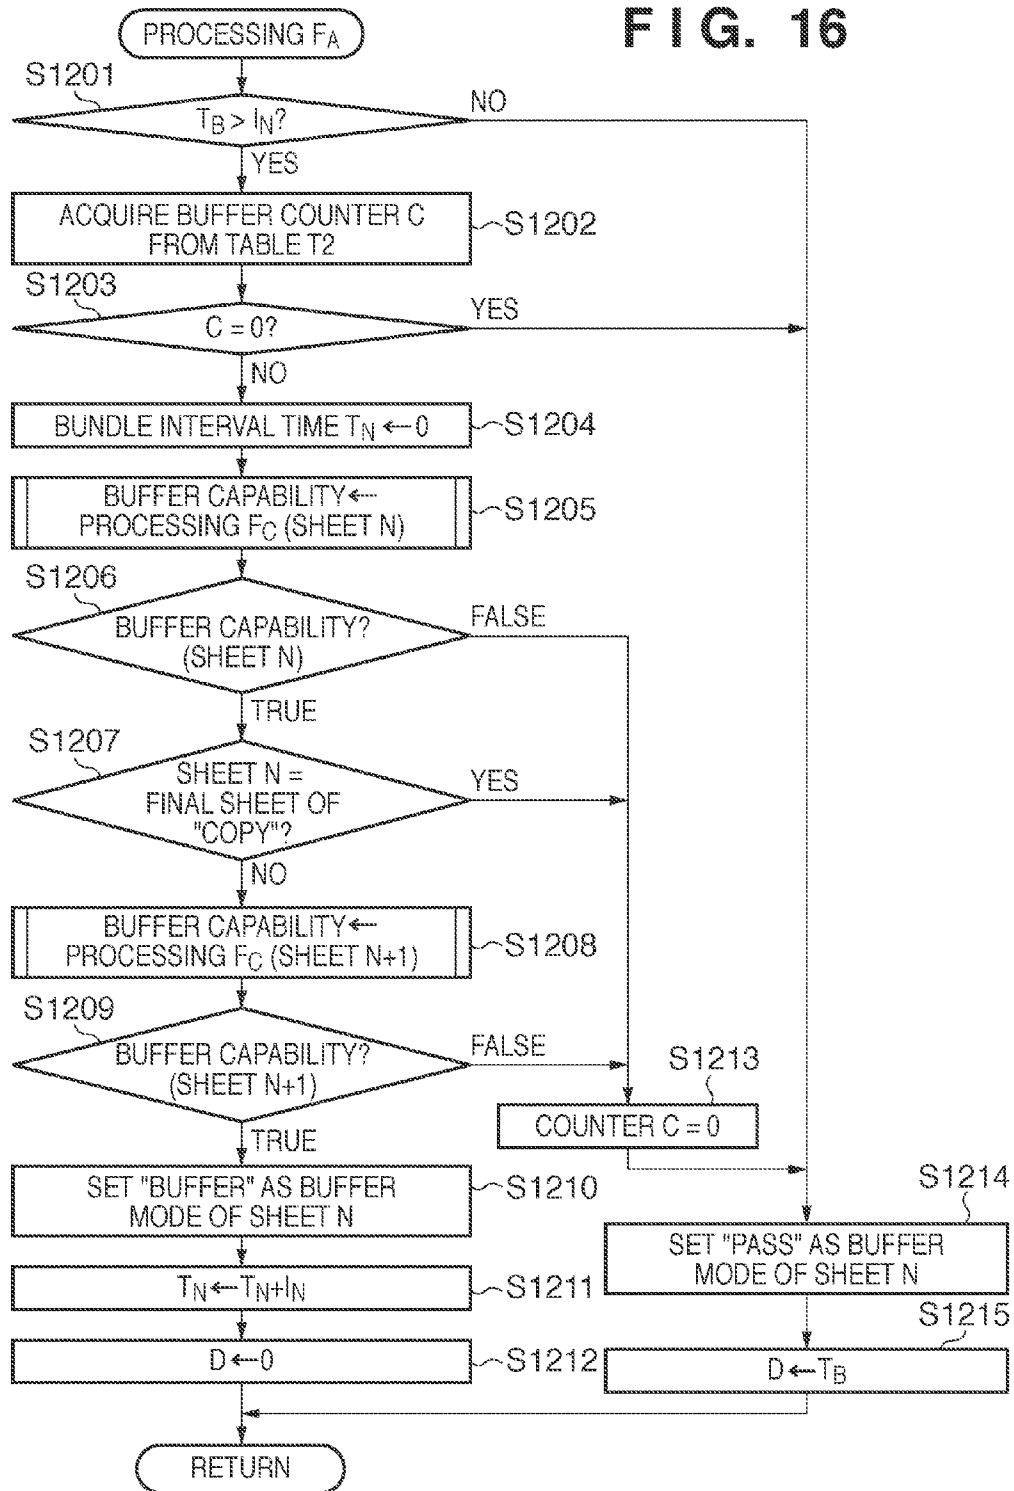 FIG. 16
PROCESSING FA
S1201
TB > IN?
NO
YES
ACQUIRE BUFFER COUNTER C
FROM TABLE T2
S1202
S1203
C = 0?
YES
NO
BUNDLE INTERVAL TIME TN ← 0
S1204
BUFFER CAPABILITY ←
PROCESSING FC (SHEET N)
S1205
S1206
BUFFER CAPABILITY?
(SHEET N)
FALSE
TRUE
S1207
SHEET N =
FINAL SHEET OF
"COPY"?
YES
NO
BUFFER CAPABILITY ←
PROCESSING FC (SHEET N+1)
S1208
S1209
BUFFER CAPABILITY?
(SHEET N+1)
FALSE
TRUE
S1213
COUNTER C = 0
SET "BUFFER" AS BUFFER
MODE OF SHEET N
S1210
S1214
SET "PASS" AS BUFFER
MODE OF SHEET N
TN ← TN+IN
S1211
S1215
D ← 0
S1212
D ← TB
RETURN